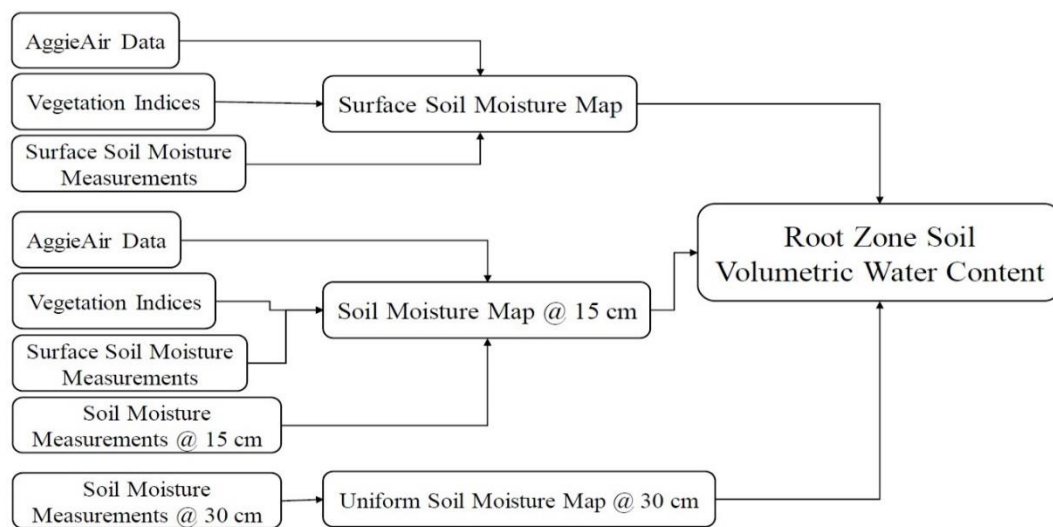 AggieAir Data
Vegetation Indices
Surface Soil Moisture
Measurements
Surface Soil Moisture Map
AggieAir Data
Vegetation Indices
Surface Soil Moisture
Measurements
Soil Moisture
Measurements @ 15 cm
Soil Moisture Map @ 15 cm
Soil Moisture
Measurements @ 30 cm
Uniform Soil Moisture Map @ 30 cm
Root Zone Soil
Volumetric Water Content